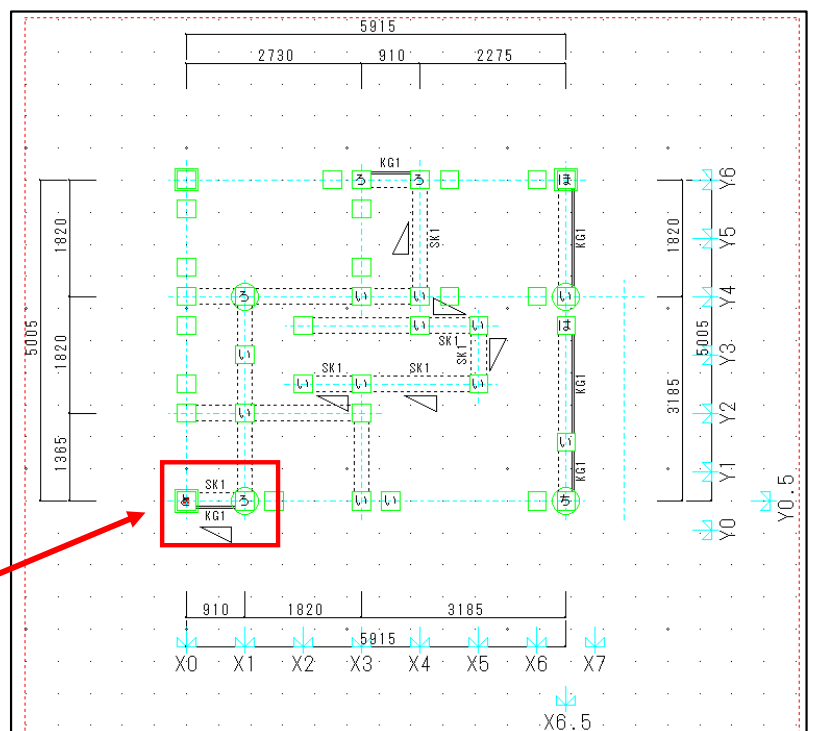 5915
2730 910 2275
KG1
ろ ろ ほ
Y6
1820
SK1
KG1
1820
Y5
ろ い い い
Y4
い い は
SK1
5005
1820
SK1
5005
Y3
い
SK1 SK1
KG1
い い い
3185
い
Y2
い
1365
KG1
Y1
SK1
と ろ い い ち
KG1
Y0.5
Y0
910 1820 3185
5915
X0 X1 X2 X3 X4 X5 X6 X7
X6.5